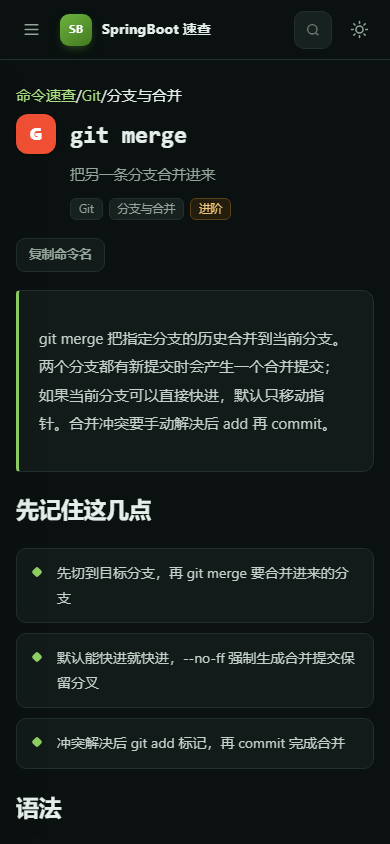 SB SpringBoot 速查
命令速查/Git/分支与合并
G git merge
把另一条分支合并进来
Git 分支与合并 进阶
复制命令名
git merge 把指定分支的历史合并到当前分支。
两个分支都有新提交时会产生一个合并提交；
如果当前分支可以直接快进，默认只移动指
针。合并冲突要手动解决后 add 再 commit。
先记住这几点
先切到目标分支，再 git merge 要合并进来的分
支
默认能快进就快进，--no-ff 强制生成合并提交保
留分叉
冲突解决后 git add 标记，再 commit 完成合并
语法